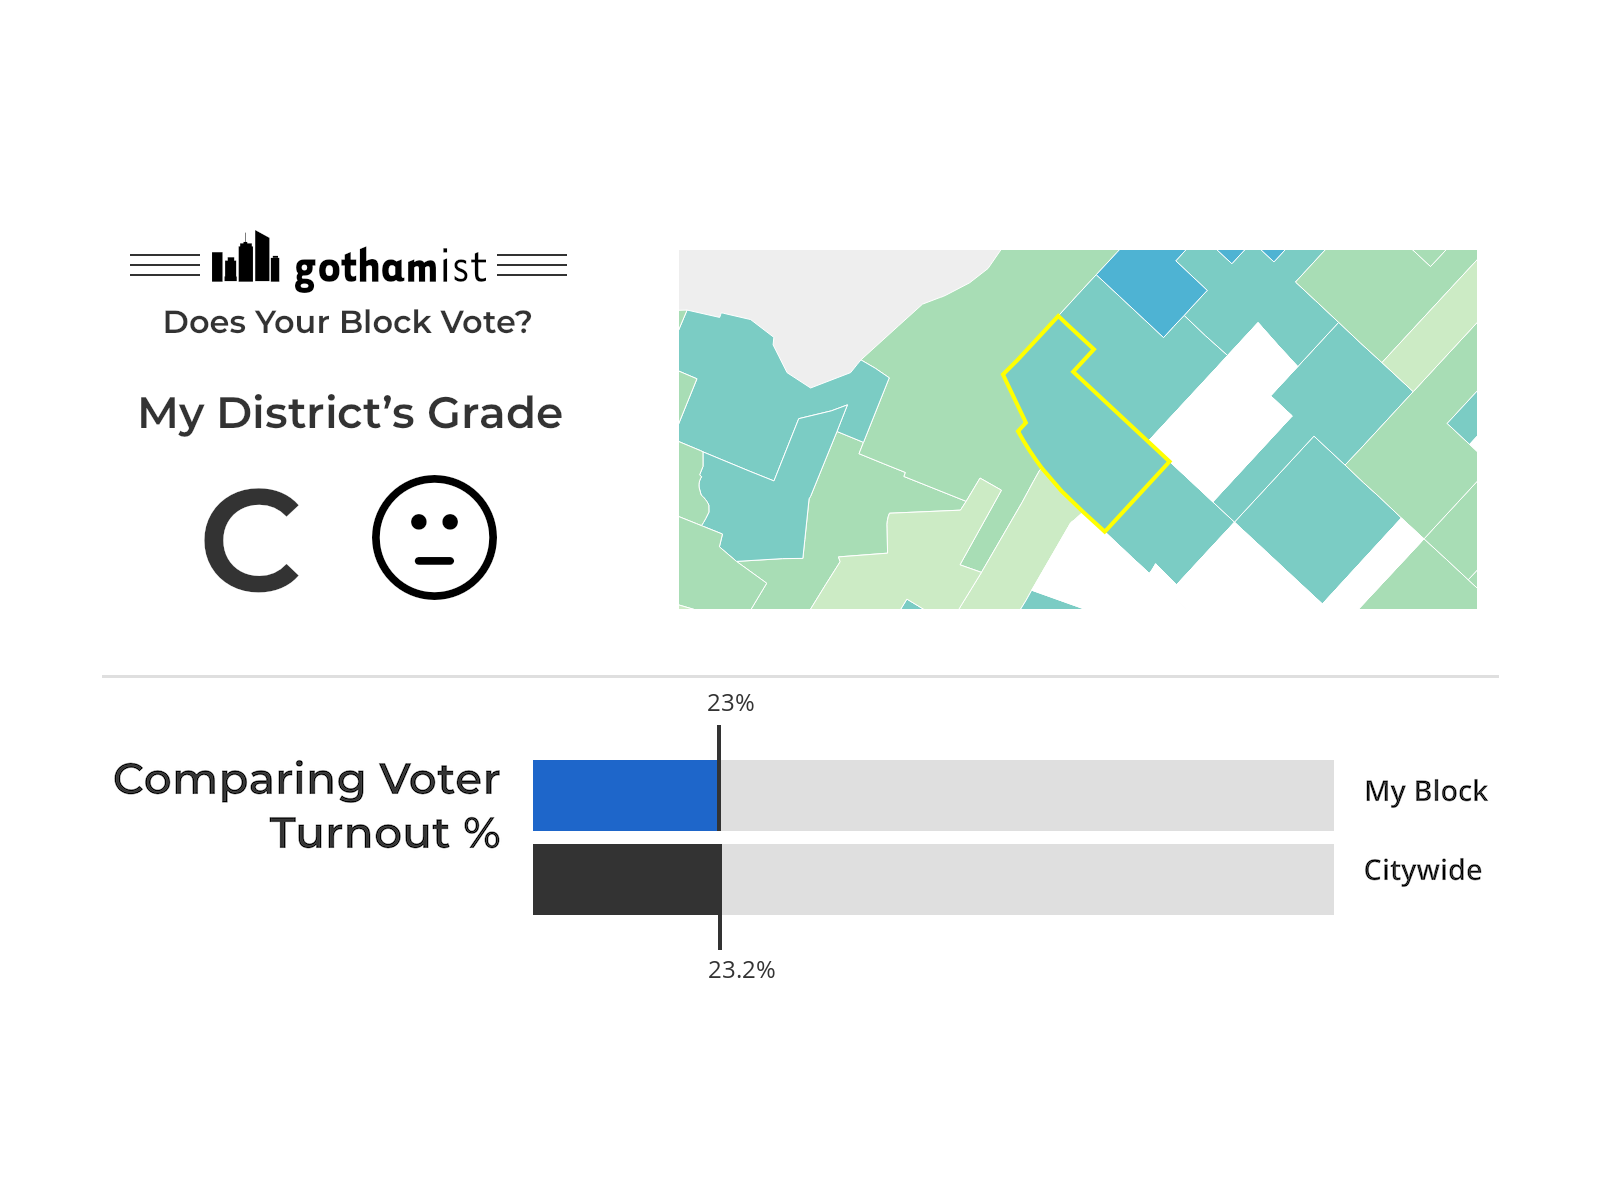 gothamist
Does Your Block Vote?
My District’s Grade
C
23%
Comparing Voter
Turnout %
My Block
Citywide
23.2%